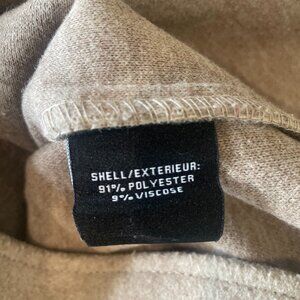 SHELL/EXTERIEUR:
91% POLYESTER
9% VISCOSE